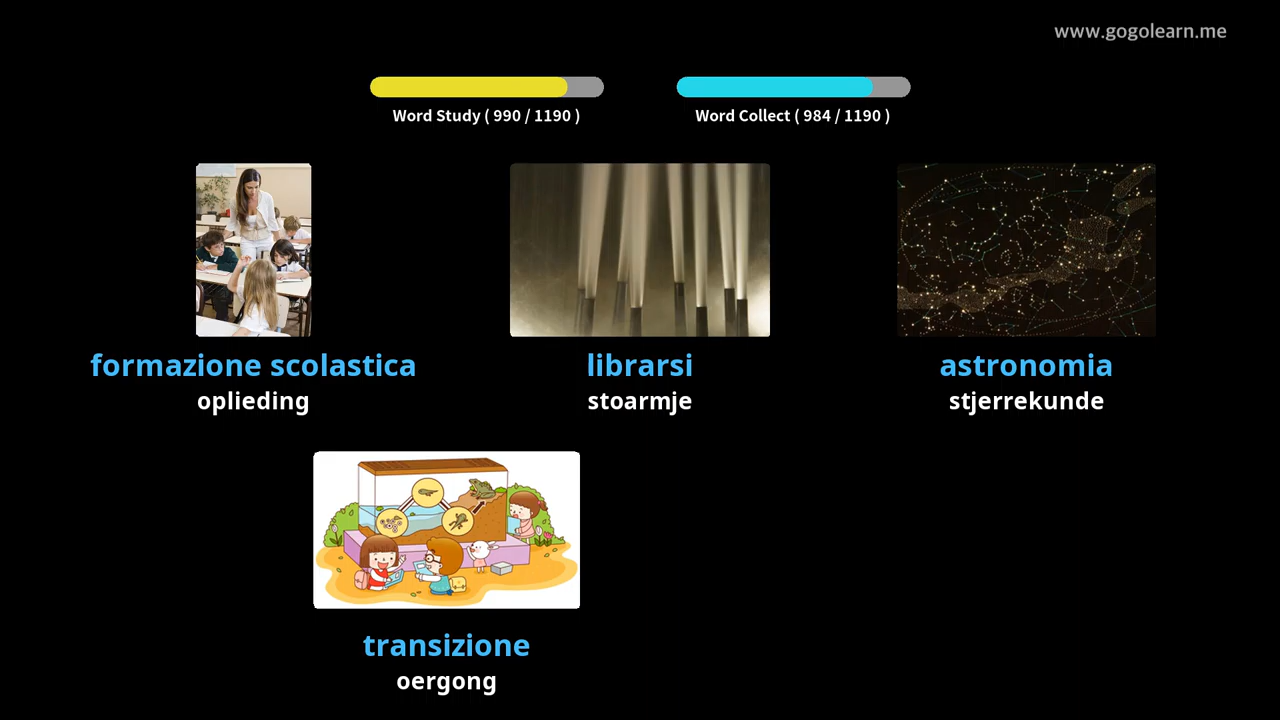 www.gogolearn.me
Word Study ( 990 / 1190 )
Word Collect ( 984 / 1190 )
formazione scolastica
oplieding
librarsi
stoarmje
astronomia
stjerrekunde
transizione
oergong